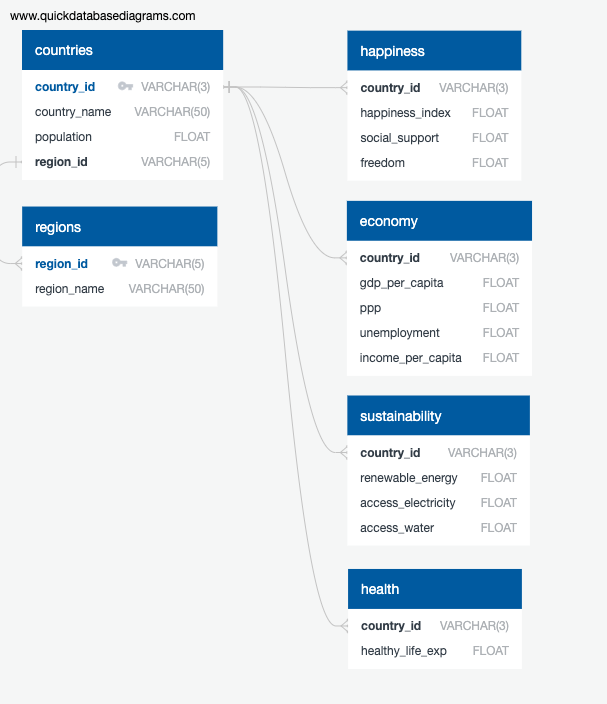 www.quickdatabasediagrams.com
countries
country_id VARCHAR(3)
country_name VARCHAR(50)
population FLOAT
region_id VARCHAR(5)
regions
region_id VARCHAR(5)
region_name VARCHAR(50)
happiness
country_id VARCHAR(3)
happiness_index FLOAT
social_support FLOAT
freedom FLOAT
economy
country_id VARCHAR(3)
gdp_per_capita FLOAT
ppp FLOAT
unemployment FLOAT
income_per_capita FLOAT
sustainability
country_id VARCHAR(3)
renewable_energy FLOAT
access_electricity FLOAT
access_water FLOAT
health
country_id VARCHAR(3)
healthy_life_exp FLOAT